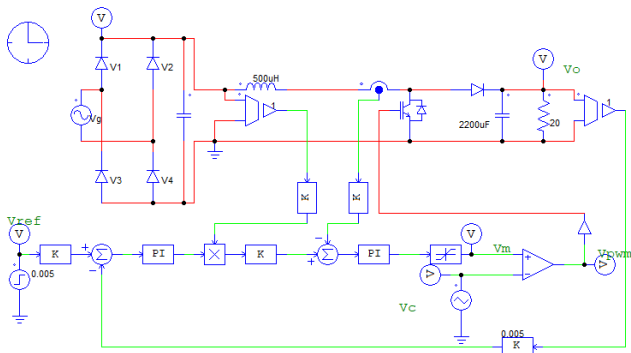 V
V1
V2
500uH
V
Vo
Vg
1
20
1
2200uF
V3
V4
K
K
Vref
V
K
+
Σ
−
PI
×
K
−
+
Σ
PI
V
Vm
+
−
Vpwm
V
V
0.005
Vc
0.005
K